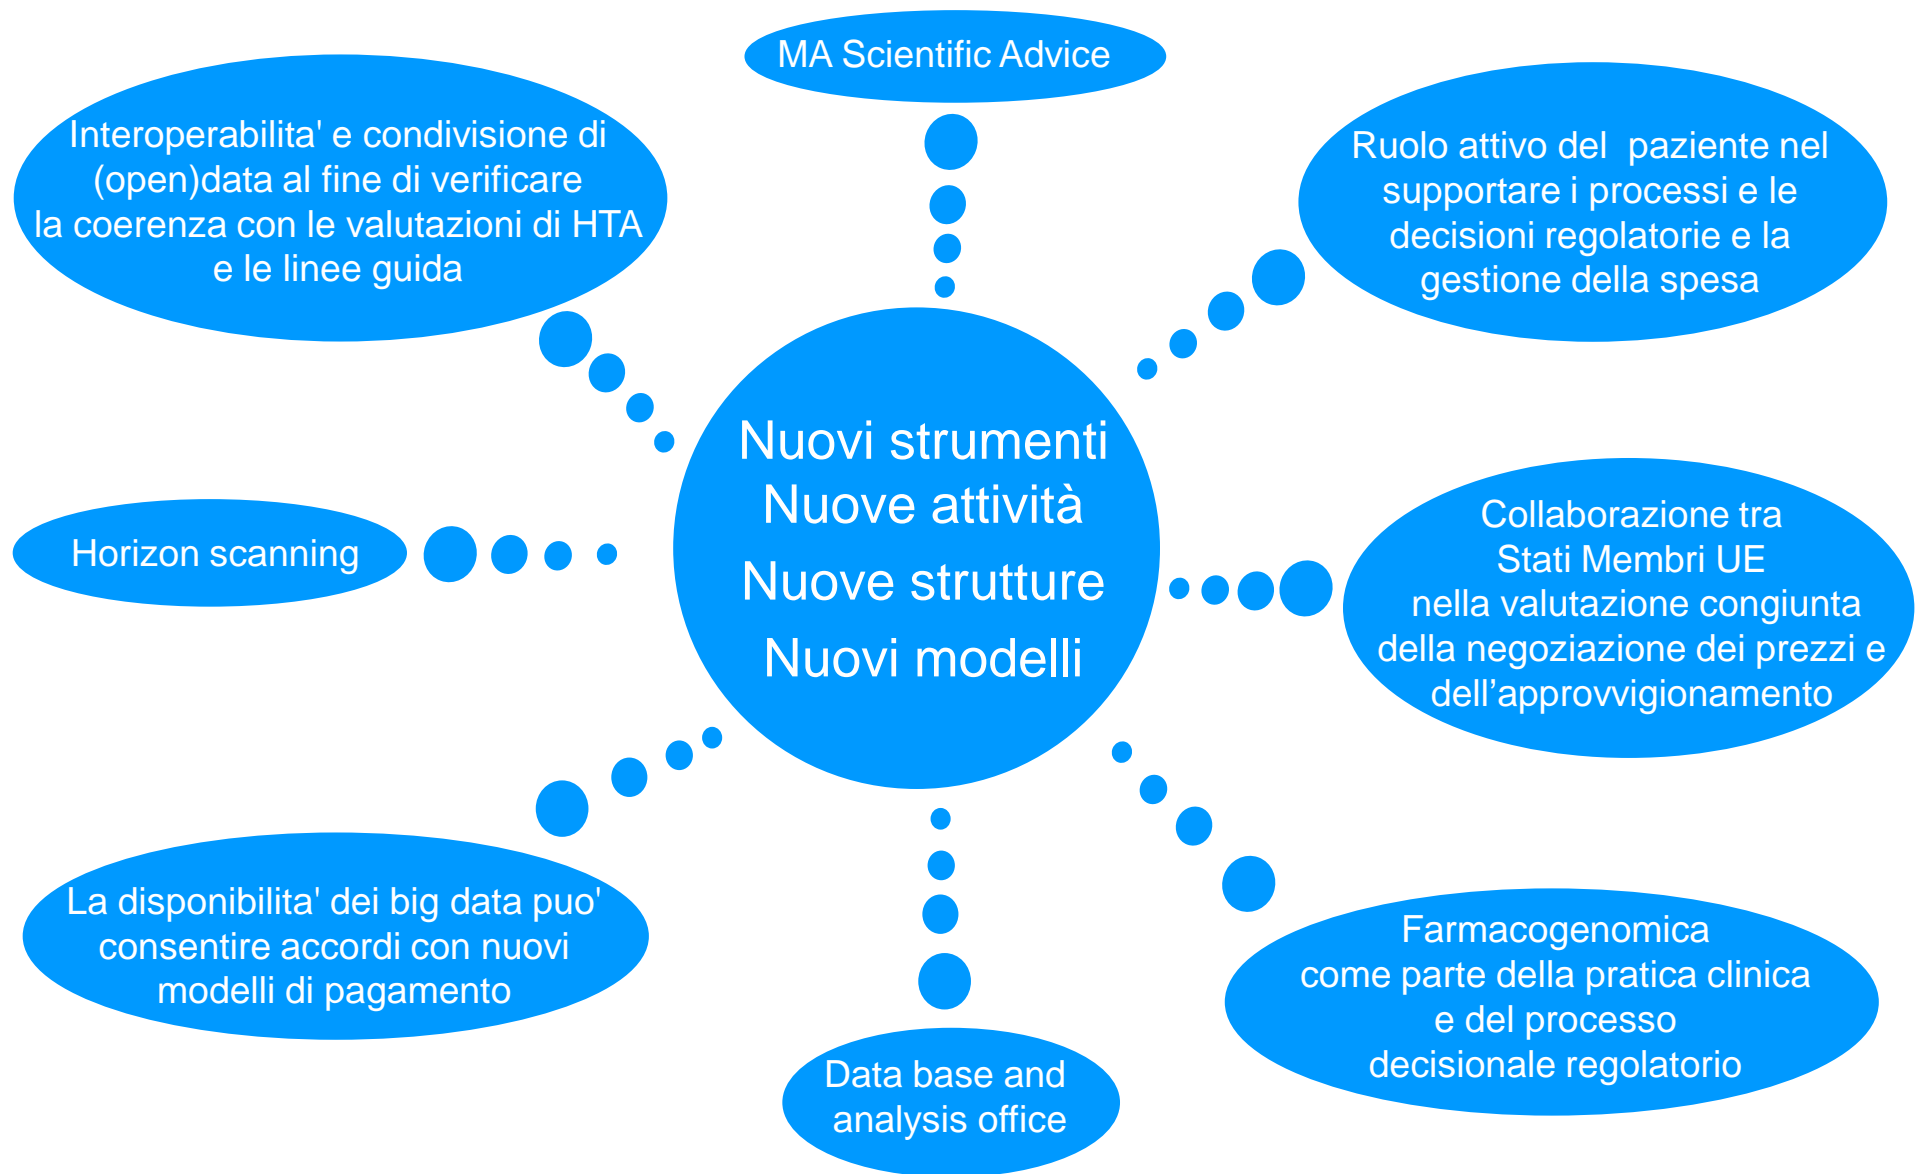 MA Scientific Advice
Interoperabilita' e condivisione di
(open)data al fine di verificare
la coerenza con le valutazioni di HTA
e le linee guida
Ruolo attivo del  paziente nel
supportare i processi e le
decisioni regolatorie e la
gestione della spesa
Nuovi strumenti
Nuove attività
Nuove strutture
Nuovi modelli
Horizon scanning
Collaborazione tra
Stati Membri UE
nella valutazione congiunta
della negoziazione dei prezzi e
dell’approvvigionamento
La disponibilita' dei big data puo'
consentire accordi con nuovi
modelli di pagamento
Farmacogenomica
come parte della pratica clinica
e del processo
decisionale regolatorio
Data base and
analysis office